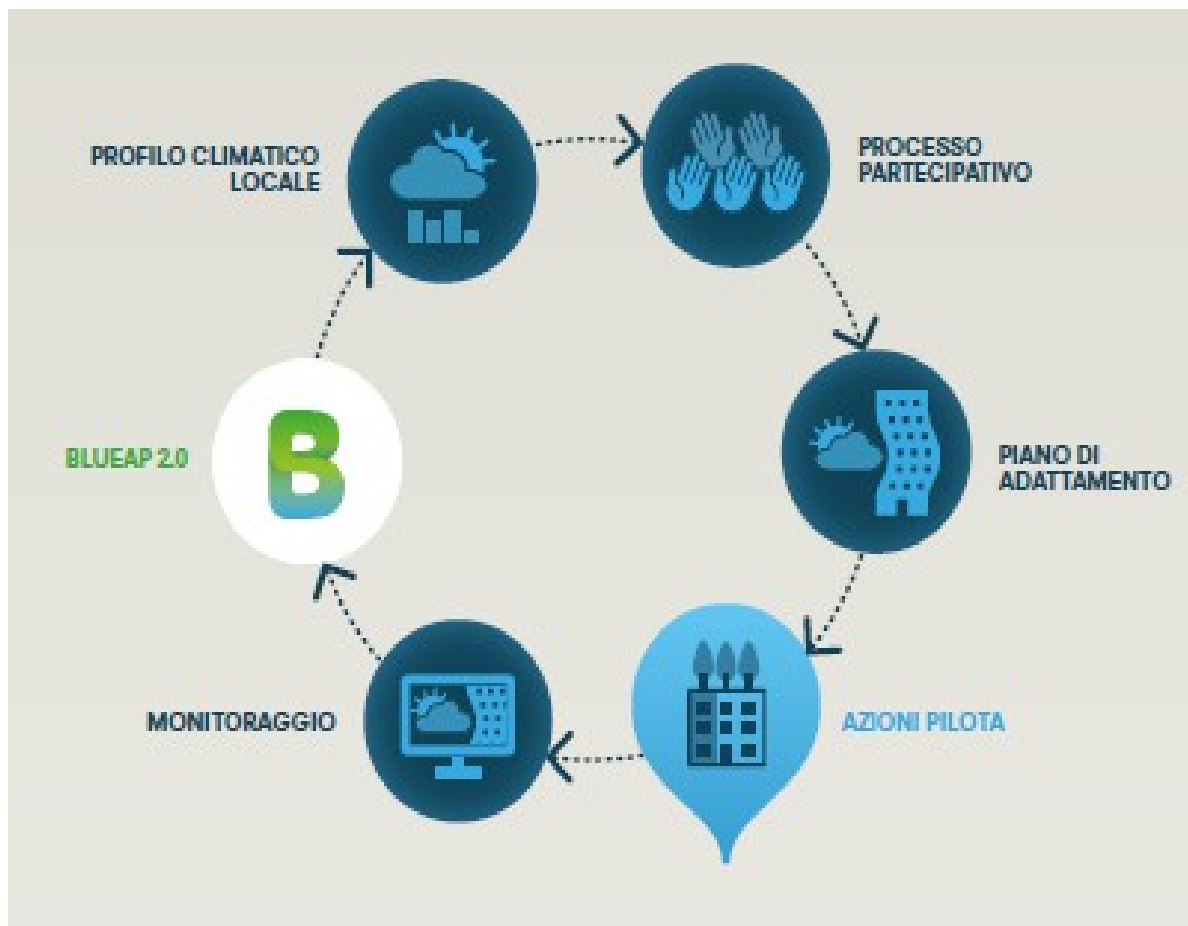 PROFILO CLIMATICO
LOCALE
PROCESSO
PARTECIPATIVO
PIANO DI
ADATTAMENTO
AZIONI PILOTA
MONITORAGGIO
BLUEAP 2.0
B